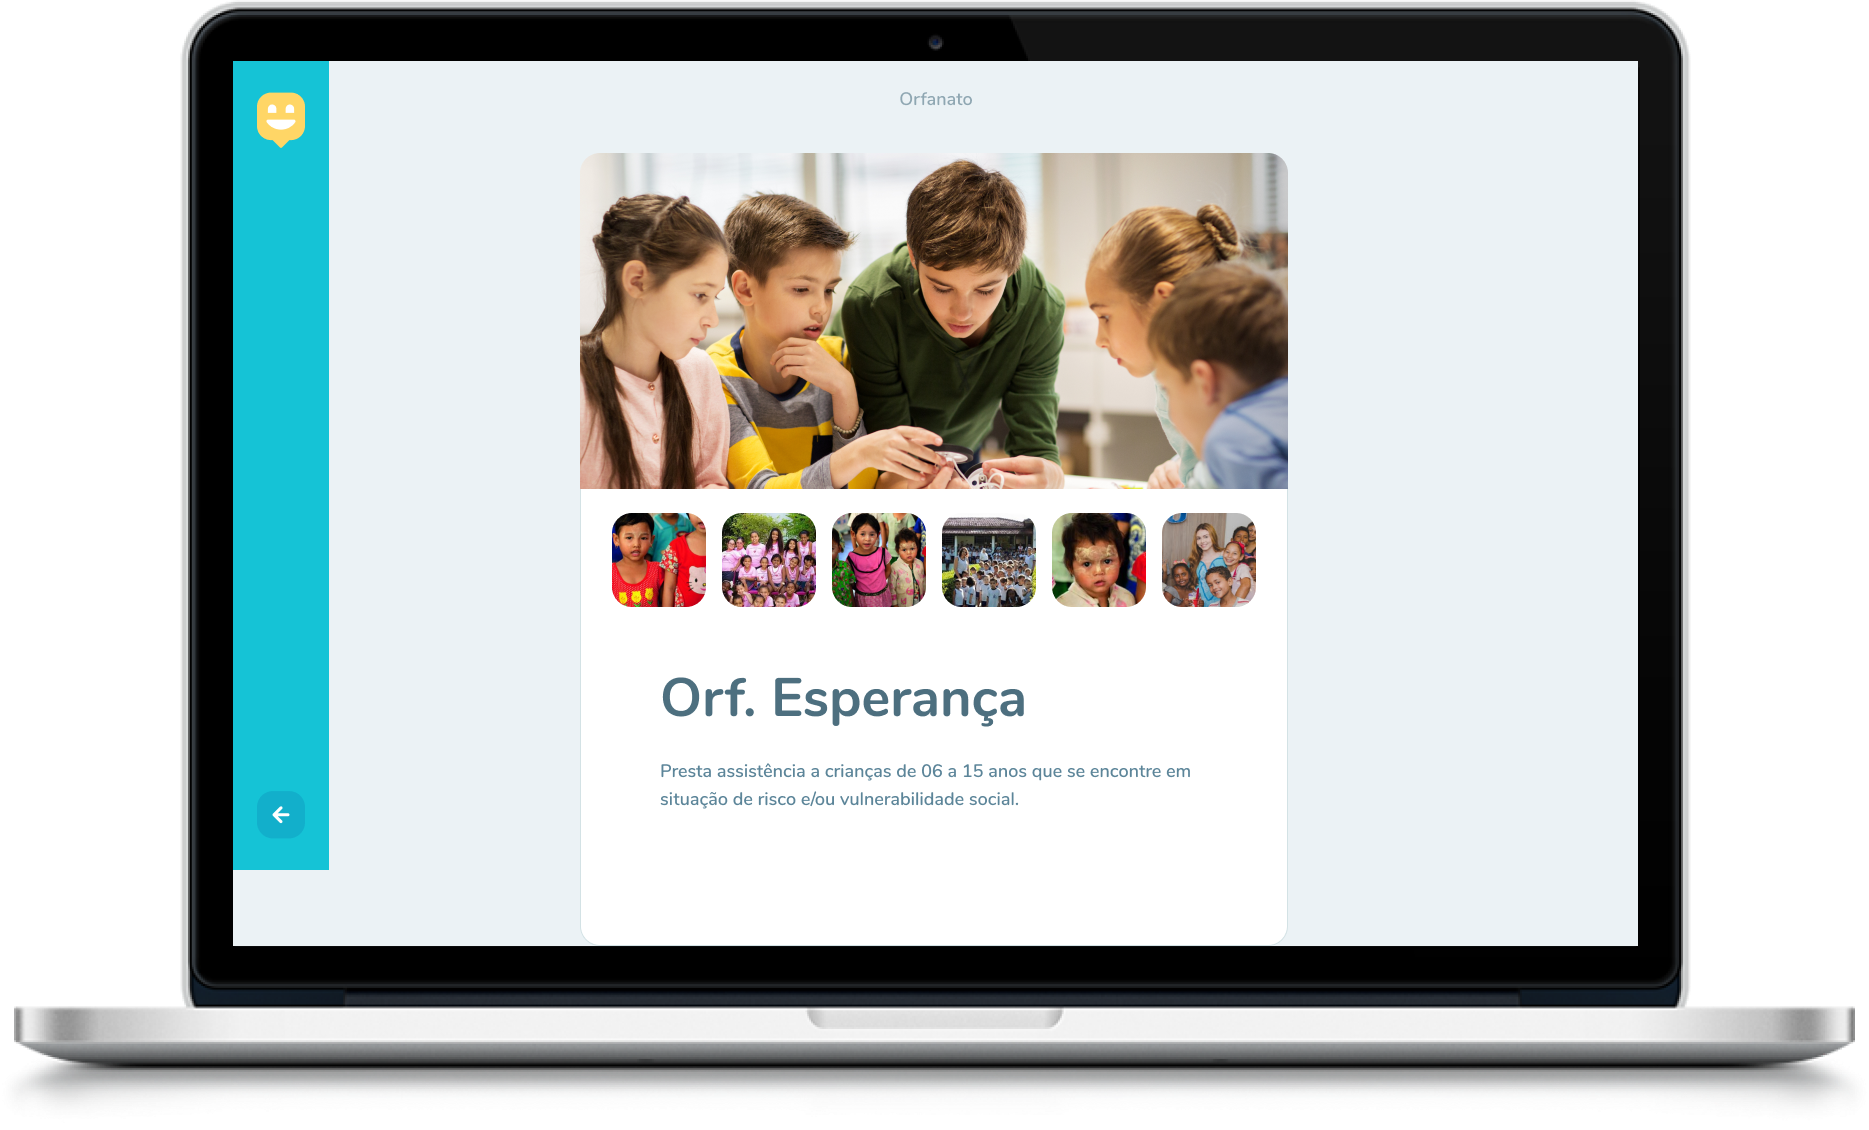 Orfanato
Orf. Esperança
Presta assistência a crianças de 06 a 15 anos que se encontre em
situação de risco e/ou vulnerabilidade social.